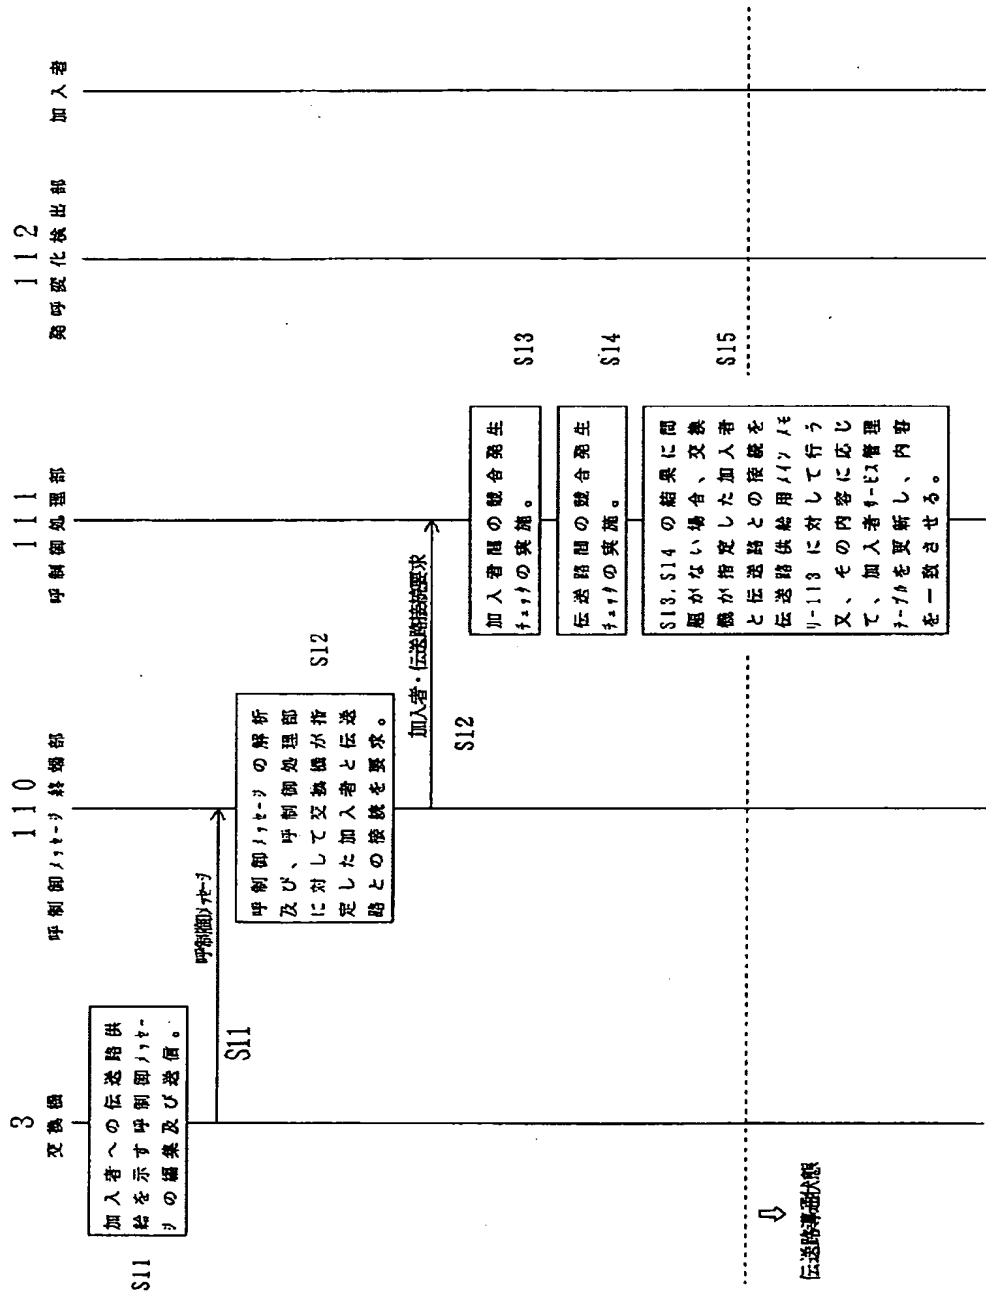 3
交換機
110
呼制御ﾒｯｾｰｼﾞ 終端部
111
呼制御処理部
112
発呼変化検出部
加入者
S11
加入者への伝送路供
給を示す呼制御ﾒｯｾｰ
ｼﾞの編集及び送信。
呼制御ﾒｯｾｰｼﾞ
S11
呼制御ﾒｯｾｰｼﾞの解析
及び、呼制御処理部
に対して交換機が指
定した加入者と伝送
路との接続を要求。
S12
加入者・伝送路接続要求
S12
加入者間の競合発生
ﾁｪｯｸの実施。
S13
伝送路間の競合発生
ﾁｪｯｸの実施。
S14
S13,S14の結果に問
題がない場合、交換
機が指定した加入者
と伝送路との接続を
伝送路供給用ﾒｲﾝﾒﾓ
ﾘｰ113に対して行う
又、その内容に応じ
て、加入者ｻｰﾋﾞｽ管理
ﾃｰﾌﾞﾙを更新し、内容
を一致させる。
S15
⇨
伝送路導通状態